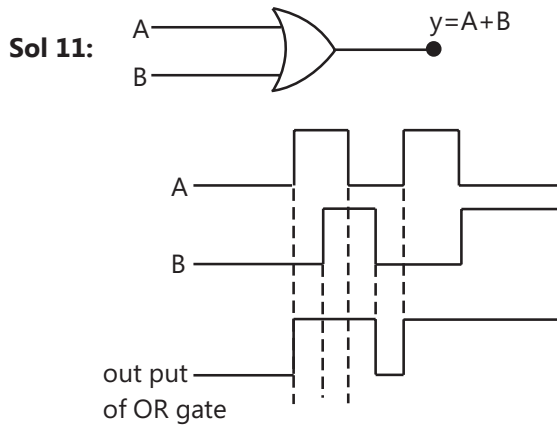 Sol 11:
A
B
y=A+B
A
B
out put
of OR gate